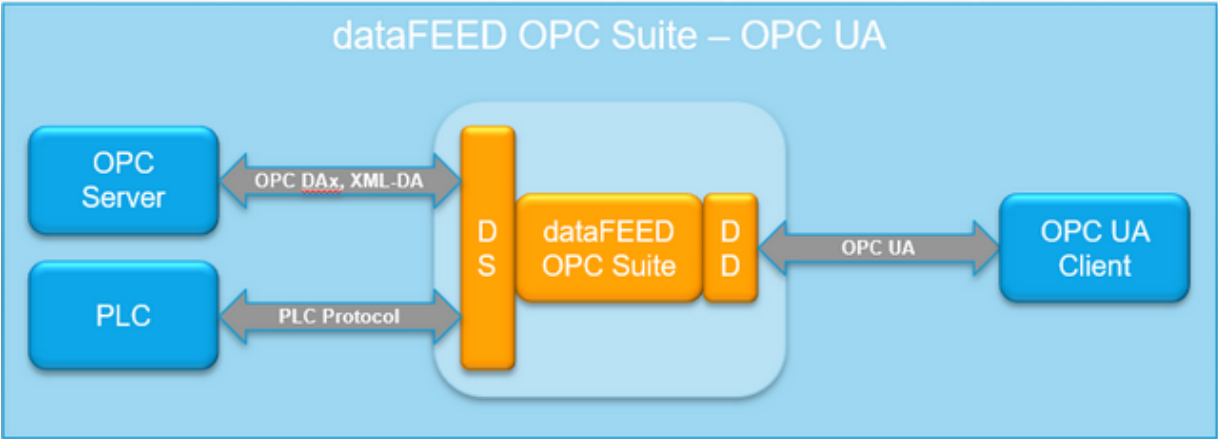 dataFEED OPC Suite – OPC UA
OPC
Server
OPC DAx, XML-DA
PLC
PLC Protocol
D
S
dataFEED
OPC Suite
D
D
OPC UA
OPC UA
Client